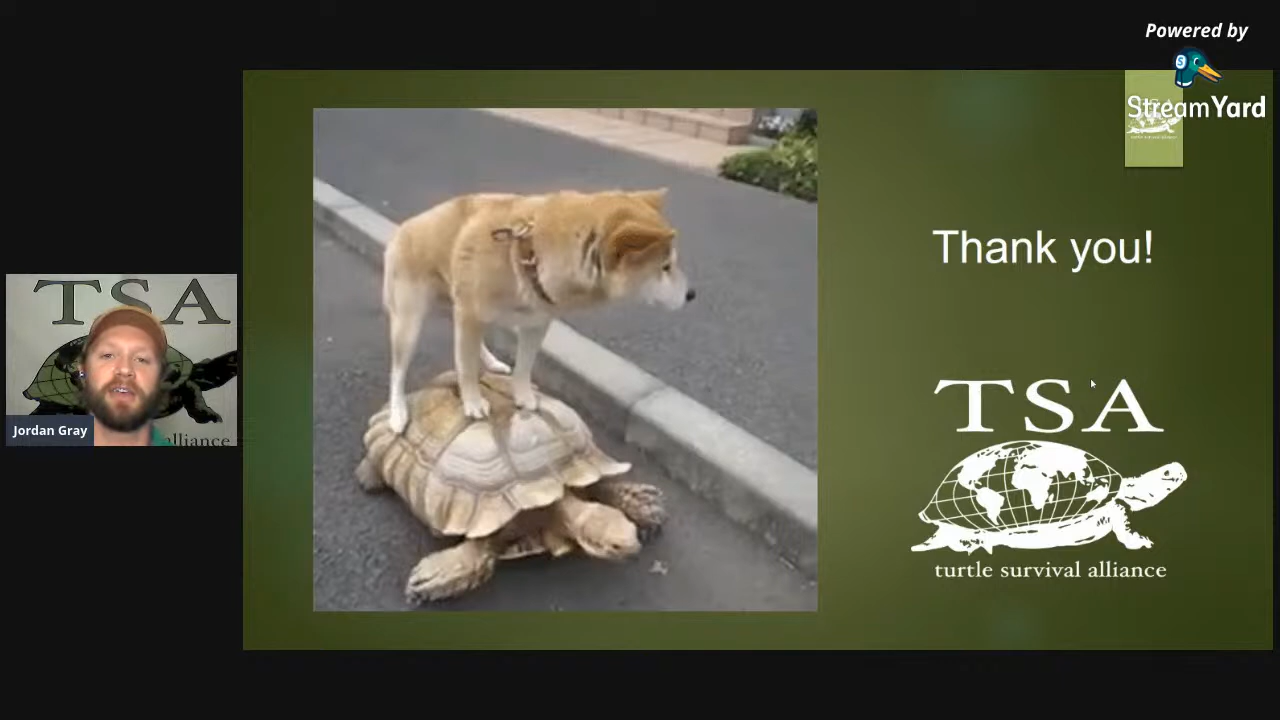 Powered by
StreamYard
Thank you!
TSA
turtle survival alliance
TSA
Jordan Gray
alliance